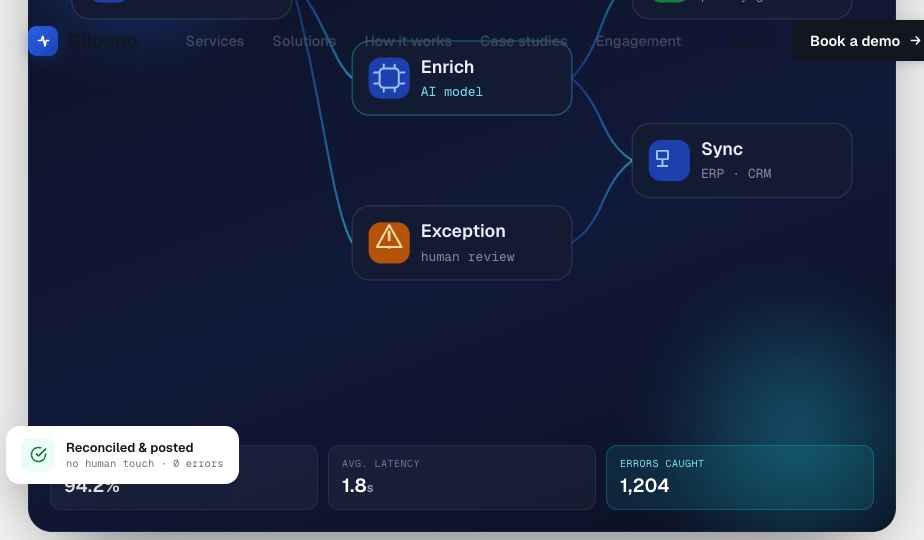 Services
Solutions
How it works
Case studies
Engagement
Book a demo →
Enrich
AI model
Sync
ERP · CRM
Exception
human review
Reconciled & posted
no human touch · 0 errors
94.2%
AVG. LATENCY
1.8s
ERRORS CAUGHT
1,204